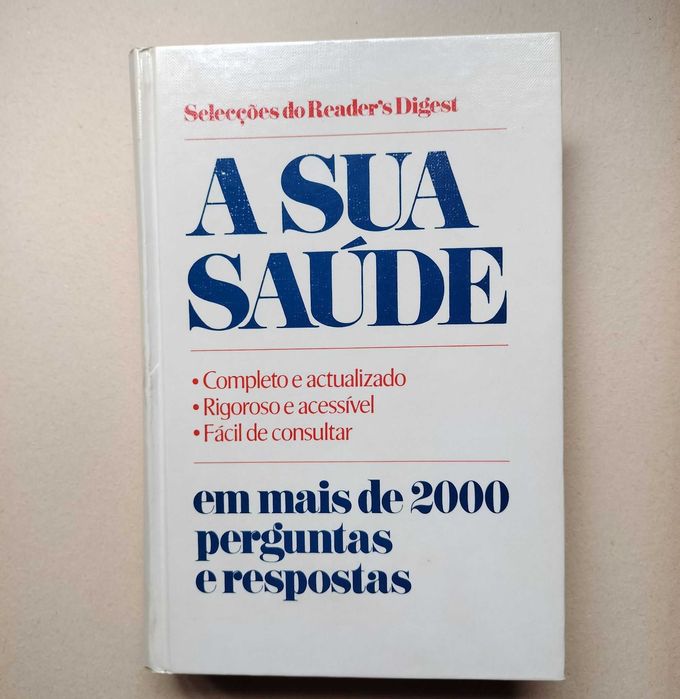 Selecções do Reader's Digest
A SUA
SAÚDE
• Completo e actualizado
• Rigoroso e acessível
• Fácil de consultar
em mais de 2000
perguntas
e respostas